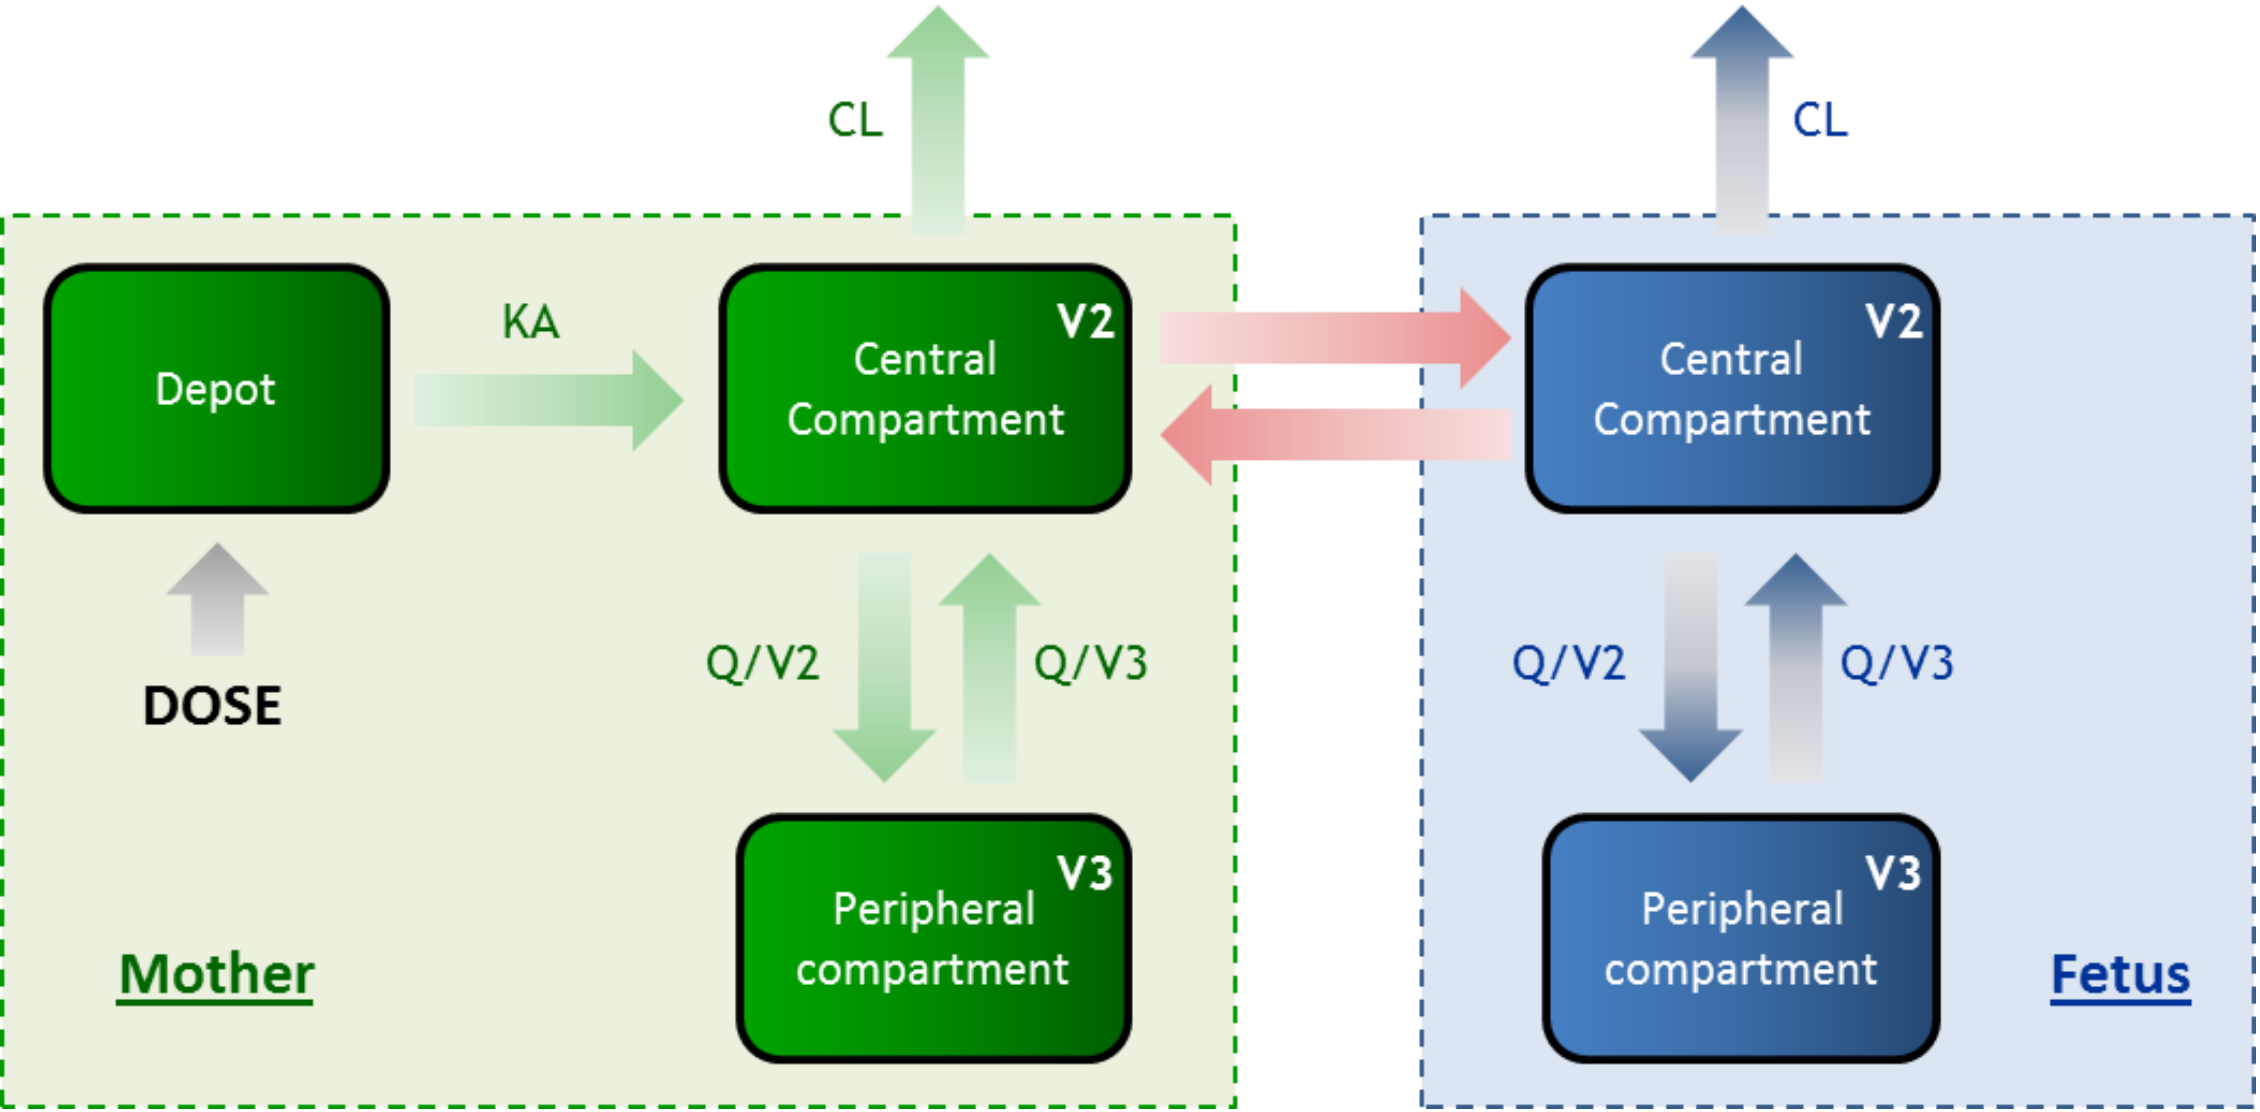 CL
CL
Depot
KA
V2
Central
Compartment
V2
Central
Compartment
DOSE
Q/V2
Q/V3
Q/V2
Q/V3
V3
Peripheral
compartment
V3
Peripheral
compartment
Mother
Fetus